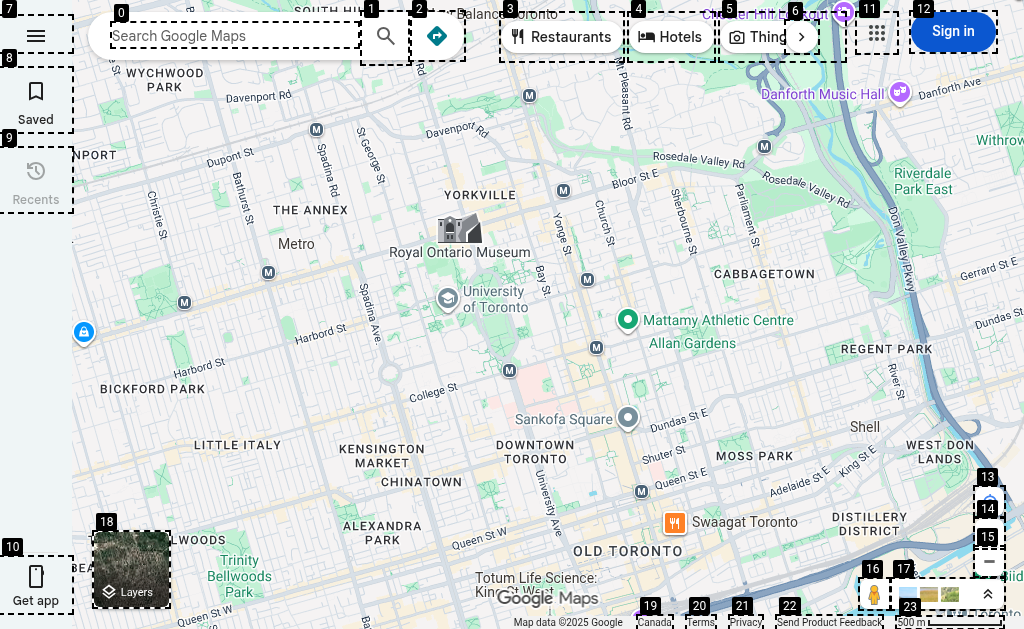 7
0
1
2
3
4
5
6
11
12
SOUTH HIL
Balance Toronto
Chester Hill Lookout
Search Google Maps
Restaurants
Hotels
Thing
Sign in
8
Saved
WYCHWOOD
PARK
Davenport Rd
Mt Pleasant Rd
Danforth Music Hall
Danforth Ave
9
Recents
NPORT
Dupont St
Spadina Rd
St George St
Davenport Rd
Rosedale Valley Rd
Withrow
Riverdale
Park East
Christie St
Bathurst St
THE ANNEX
YORKVILLE
Bloor St E
Rosedale Valley Rd
Metro
Royal Ontario Museum
Yonge St
Church St
Sherbourne St
Parliament St
Don Valley Pkwy
Bay St
CABBAGETOWN
Gerrard St E
University
of Toronto
Spadina Ave.
Harbord St
Mattamy Athletic Centre
Allan Gardens
Dundas St E
REGENT PARK
Harbord St
BICKFORD PARK
College St
River St
Sankofa Square
Dundas St E
Shell
LITTLE ITALY
KENSINGTON
MARKET
DOWNTOWN
TORONTO
Shuter St
MOSS PARK
King St E
WEST DON
LANDS
CHINATOWN
Queen St E
Adelaide St E
13
14
15
University Ave
18
ALEXANDRA
PARK
Queen St W
Swaagat Toronto
DISTILLERY
DISTRICT
OLD TORONTO
10
Trinity
Bellwoods
Park
Layers
Get app
Queen St W
Totum Life Science:
King St West
Google Maps
16
17
19
20
21
22
23
Map data ©2025 Google
Canada
Terms
Privacy
Send Product Feedback
500 m